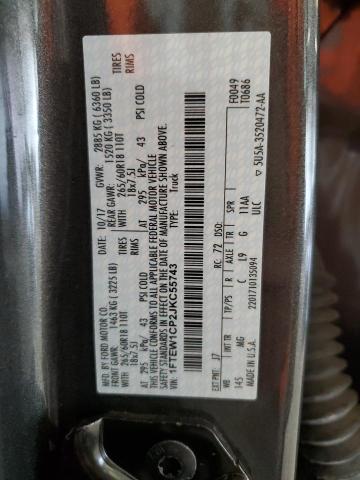 MFD. BY FORD MOTOR CO.
DATE: 10/17 GVWR: 2885 KG ( 6360 LB)
FRONT GAWR: 1463 KG ( 3225 LB) REAR GAWR: 1520 KG ( 3350 LB)
WITH 265/60R18 110T TIRES WITH 265/60R18 110T TIRES
18x7.5J RIMS 18x7.5J RIMS
AT 295 kPa/ 43 PSI COLD AT 295 kPa/ 43 PSI COLD
THIS VEHICLE CONFORMS TO ALL APPLICABLE FEDERAL MOTOR VEHICLE
SAFETY STANDARDS IN EFFECT ON THE DATE OF MANUFACTURE SHOWN ABOVE.
VIN: 1FTEW1CP2JKC55743
TYPE: Truck
F0049
T0686
EXT PNT: J7 RC: 72 DSO:
WB INT TR TP/PS R AXLE TR SPR
145 MG C L9 G 11AA
ULC
2201710135094 5U5A-3520472-AA